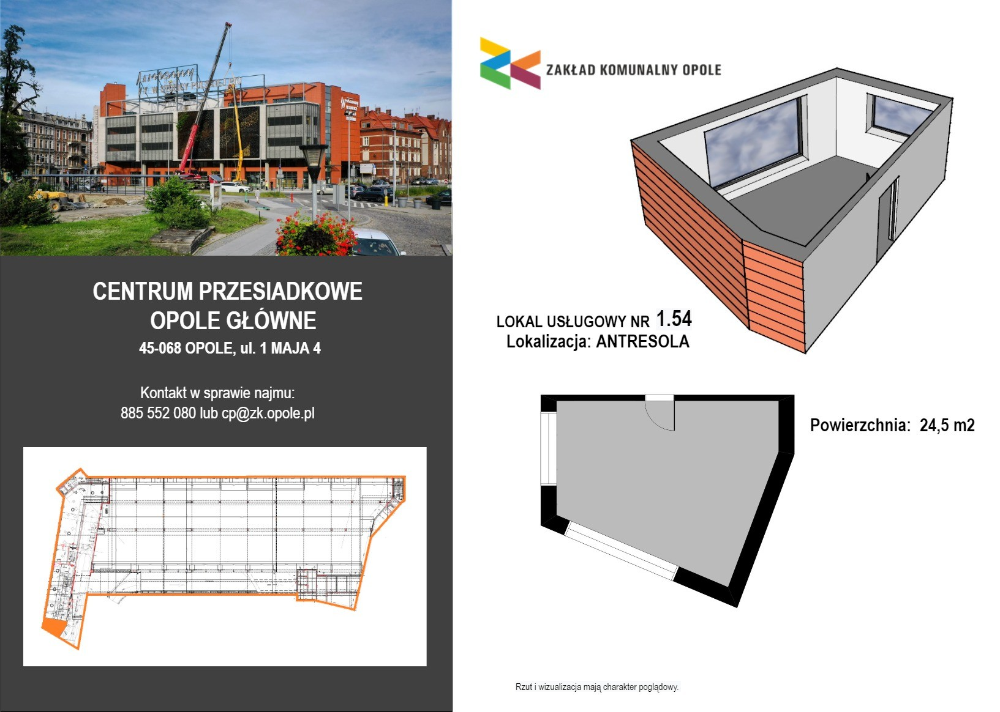 CENTRUM PRZESIADKOWE
OPOLE GŁÓWNE
45-068 OPOLE, ul. 1 MAJA 4
Kontakt w sprawie najmu:
885 552 080 lub cp@zk.opole.pl
ZAKŁAD KOMUNALNY OPOLE
LOKAL USŁUGOWY NR 1.54
Lokalizacja: ANTRESOLA
Powierzchnia: 24,5 m2
Rzut i wizualizacja mają charakter poglądowy.